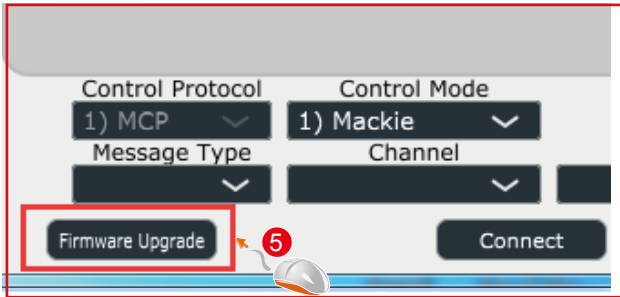 Control Protocol Control Mode
1) MCP 1) Mackie
Message Type Channel
Firmware Upgrade 5 Connect